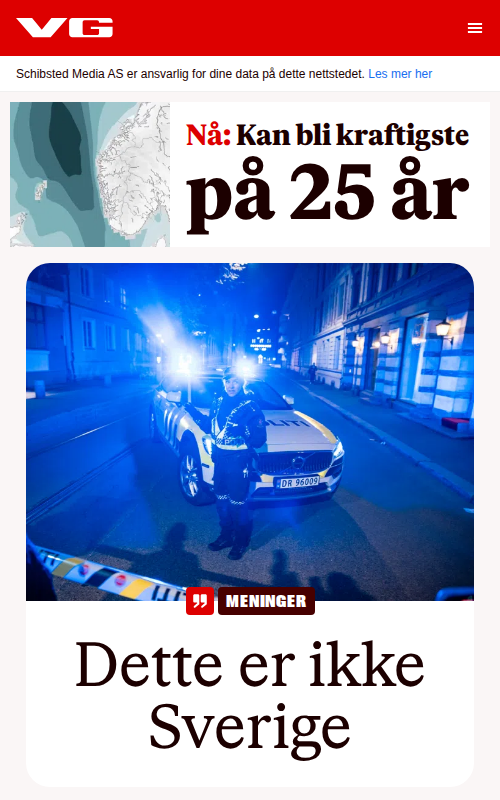 VG
Schibsted Media AS er ansvarlig for dine data på dette nettstedet. Les mer her
Nå: Kan bli kraftigste
på 25 år
POLITI
DR 96009
MENINGER
Dette er ikke
Sverige